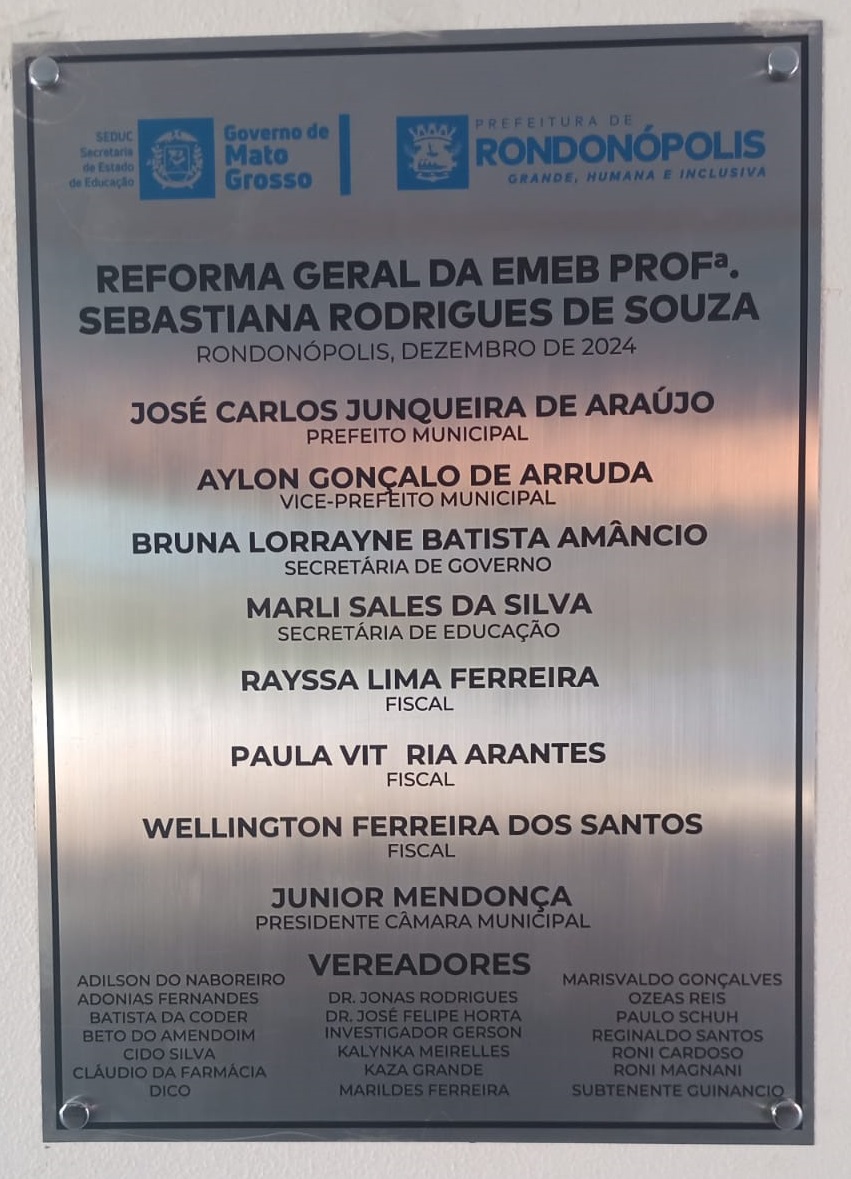 SEDUC
Secretaria
de Estado
de Educação
Governo de
Mato
Grosso
PREFEITURA DE
RONDONÓPOLIS
GRANDE, HUMANA E INCLUSIVA
REFORMA GERAL DA EMEB PROFª.
SEBASTIANA RODRIGUES DE SOUZA
RONDONÓPOLIS, DEZEMBRO DE 2024
JOSÉ CARLOS JUNQUEIRA DE ARAÚJO
PREFEITO MUNICIPAL
AYLON GONÇALO DE ARRUDA
VICE-PREFEITO MUNICIPAL
BRUNA LORRAYNE BATISTA AMÂNCIO
SECRETÁRIA DE GOVERNO
MARLI SALES DA SILVA
SECRETÁRIA DE EDUCAÇÃO
RAYSSA LIMA FERREIRA
FISCAL
PAULA VIT RIA ARANTES
FISCAL
WELLINGTON FERREIRA DOS SANTOS
FISCAL
JUNIOR MENDONÇA
PRESIDENTE CÂMARA MUNICIPAL
VEREADORES
ADILSON DO NABOREIRO
ADONIAS FERNANDES
BATISTA DA CODER
BETO DO AMENDOIM
CIDO SILVA
CLÁUDIO DA FARMÁCIA
DICO
DR. JONAS RODRIGUES
DR. JOSÉ FELIPE HORTA
INVESTIGADOR GERSON
KALYNKA MEIRELLES
KAZA GRANDE
MARILDES FERREIRA
MARISVALDO GONÇALVES
OZEAS REIS
PAULO SCHUH
REGINALDO SANTOS
RONI CARDOSO
RONI MAGNANI
SUBTENENTE GUINANCIO